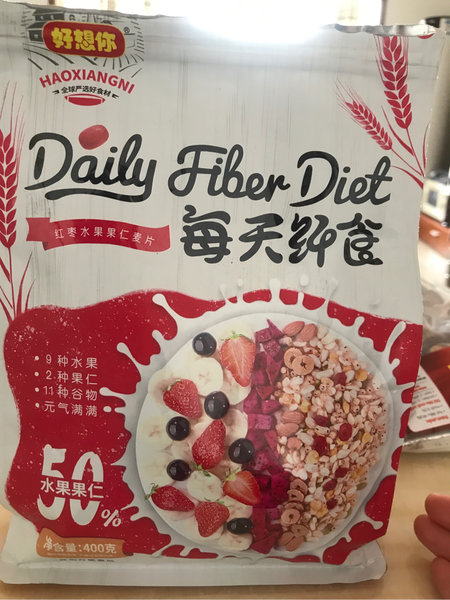 好想你®
HAOXIANGNI
全球严选好食材
Daily Fiber Diet
每天纤食
红枣水果果仁麦片
• 9 种水果
• 2 种果仁
• 11种谷物
• 元气满满
50%
水果果仁
净含量: 400克